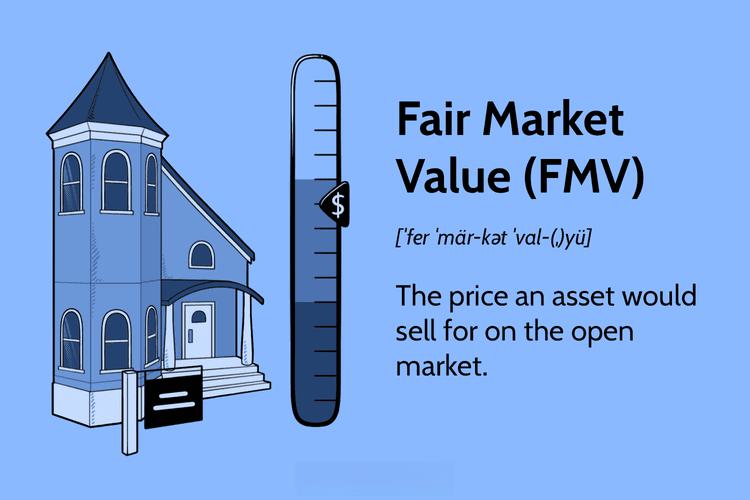 $
Fair Market
Value (FMV)
[ˈfer ˈmär-kət ˈval-(ˌ)yü]
The price an asset would
sell for on the open
market.